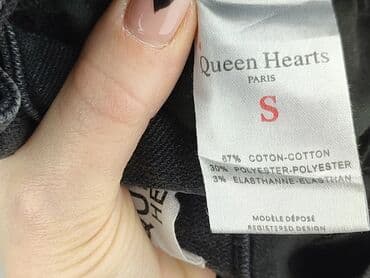 Queen Hearts
PARIS
S
67% COTON-COTTON
30% POLYESTER-POLYESTER
3% ELASTHANNE-ELASTHAN
MODÈLE DÉPOSÉ
REGISTERED DESIGN